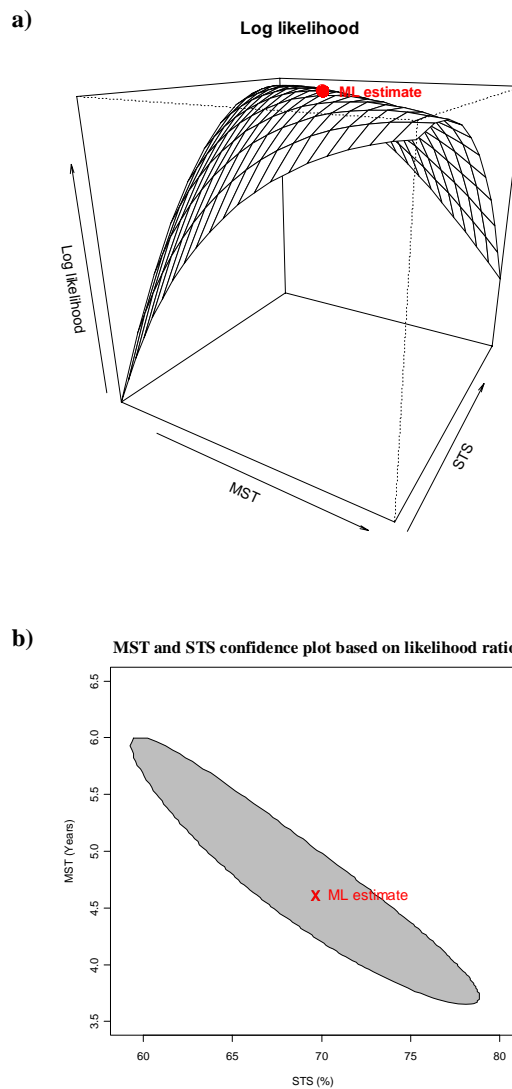 a)
Log likelihood
ML estimate
Log likelihood
MST
STS
b)
MST and STS confidence plot based on likelihood ratio
6.5
6.0
5.5
5.0
4.5
4.0
3.5
MST (Years)
X ML estimate
60 65 70 75 80
STS (%)